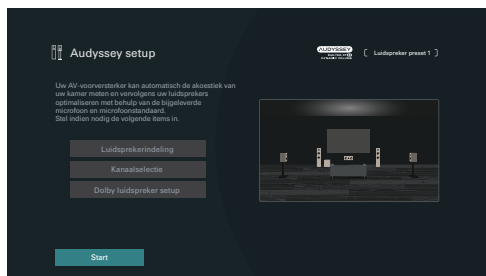 Audyssey setup
AUDYSSEY
DYNAMIC VOLUME
Luidspreker preset 1
Uw AV-voorversterker kan automatisch de akoestiek van
uw kamer meten en vervolgens uw luidsprekers
optimaliseren met behulp van de bijgeleverde
microfoon en microfoonstandaard.
Stel indien nodig de volgende items in.
Luidsprekerindeling
Kanaalselectie
Dolby luidspreker setup
Start